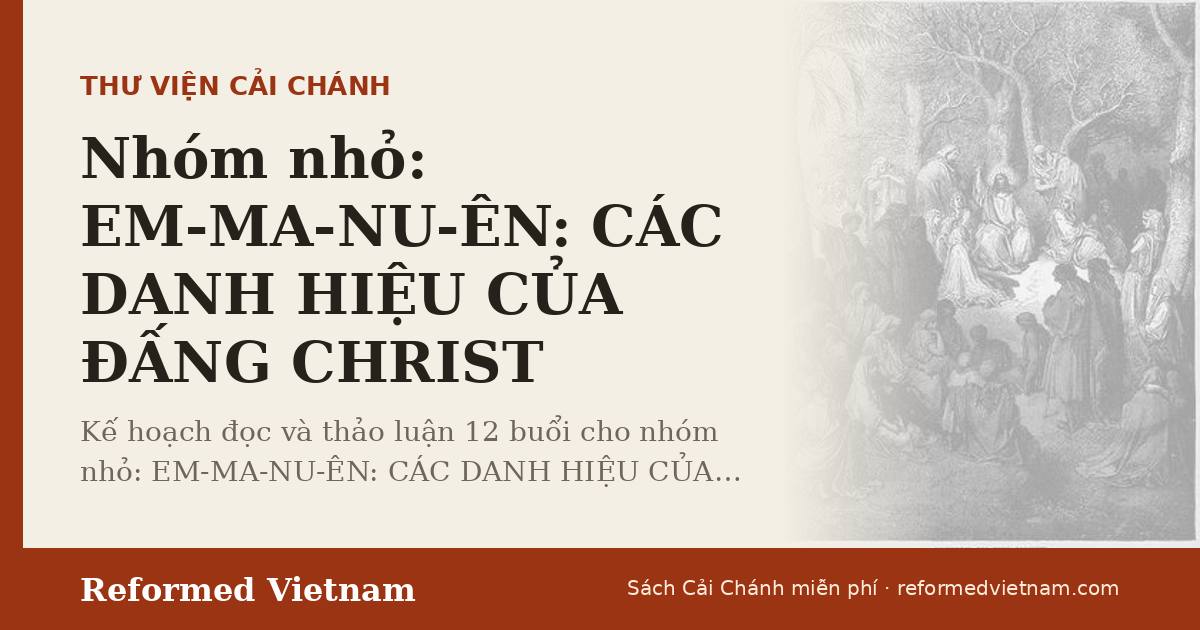 THƯ VIỆN CẢI CHÁNH
Nhóm nhỏ:
EM-MA-NU-ÊN: CÁC
DANH HIỆU CỦA
ĐẤNG CHRIST
Kế hoạch đọc và thảo luận 12 buổi cho nhóm
nhỏ: EM-MA-NU-ÊN: CÁC DANH HIỆU CỦA…
Reformed Vietnam
Sách Cải Chánh miễn phí · reformedvietnam.com